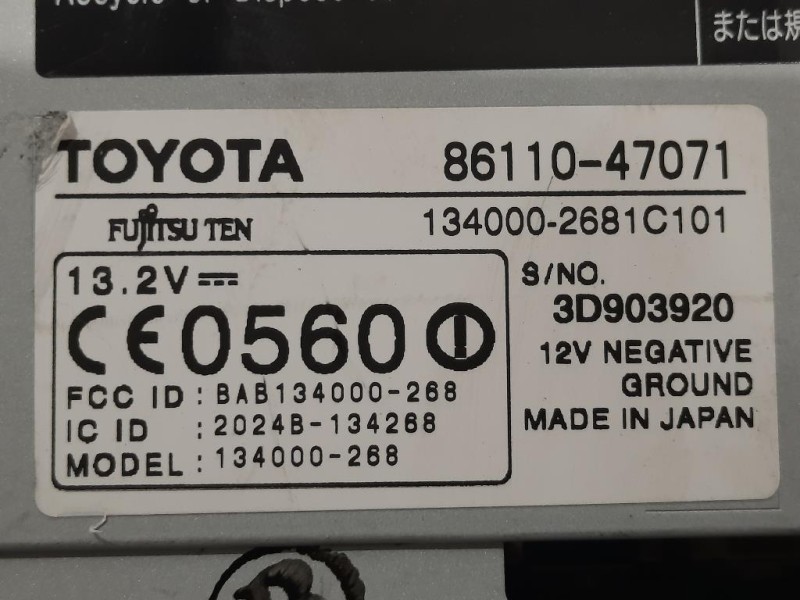 または規
TOYOTA 86110-47071
FUJITSU TEN 134000-2681C101
13.2V S/NO.
CE0560 3D903920
12V NEGATIVE
FCC ID : BAB134000-268 GROUND
IC ID : 2024B-134268 MADE IN JAPAN
MODEL : 134000-268